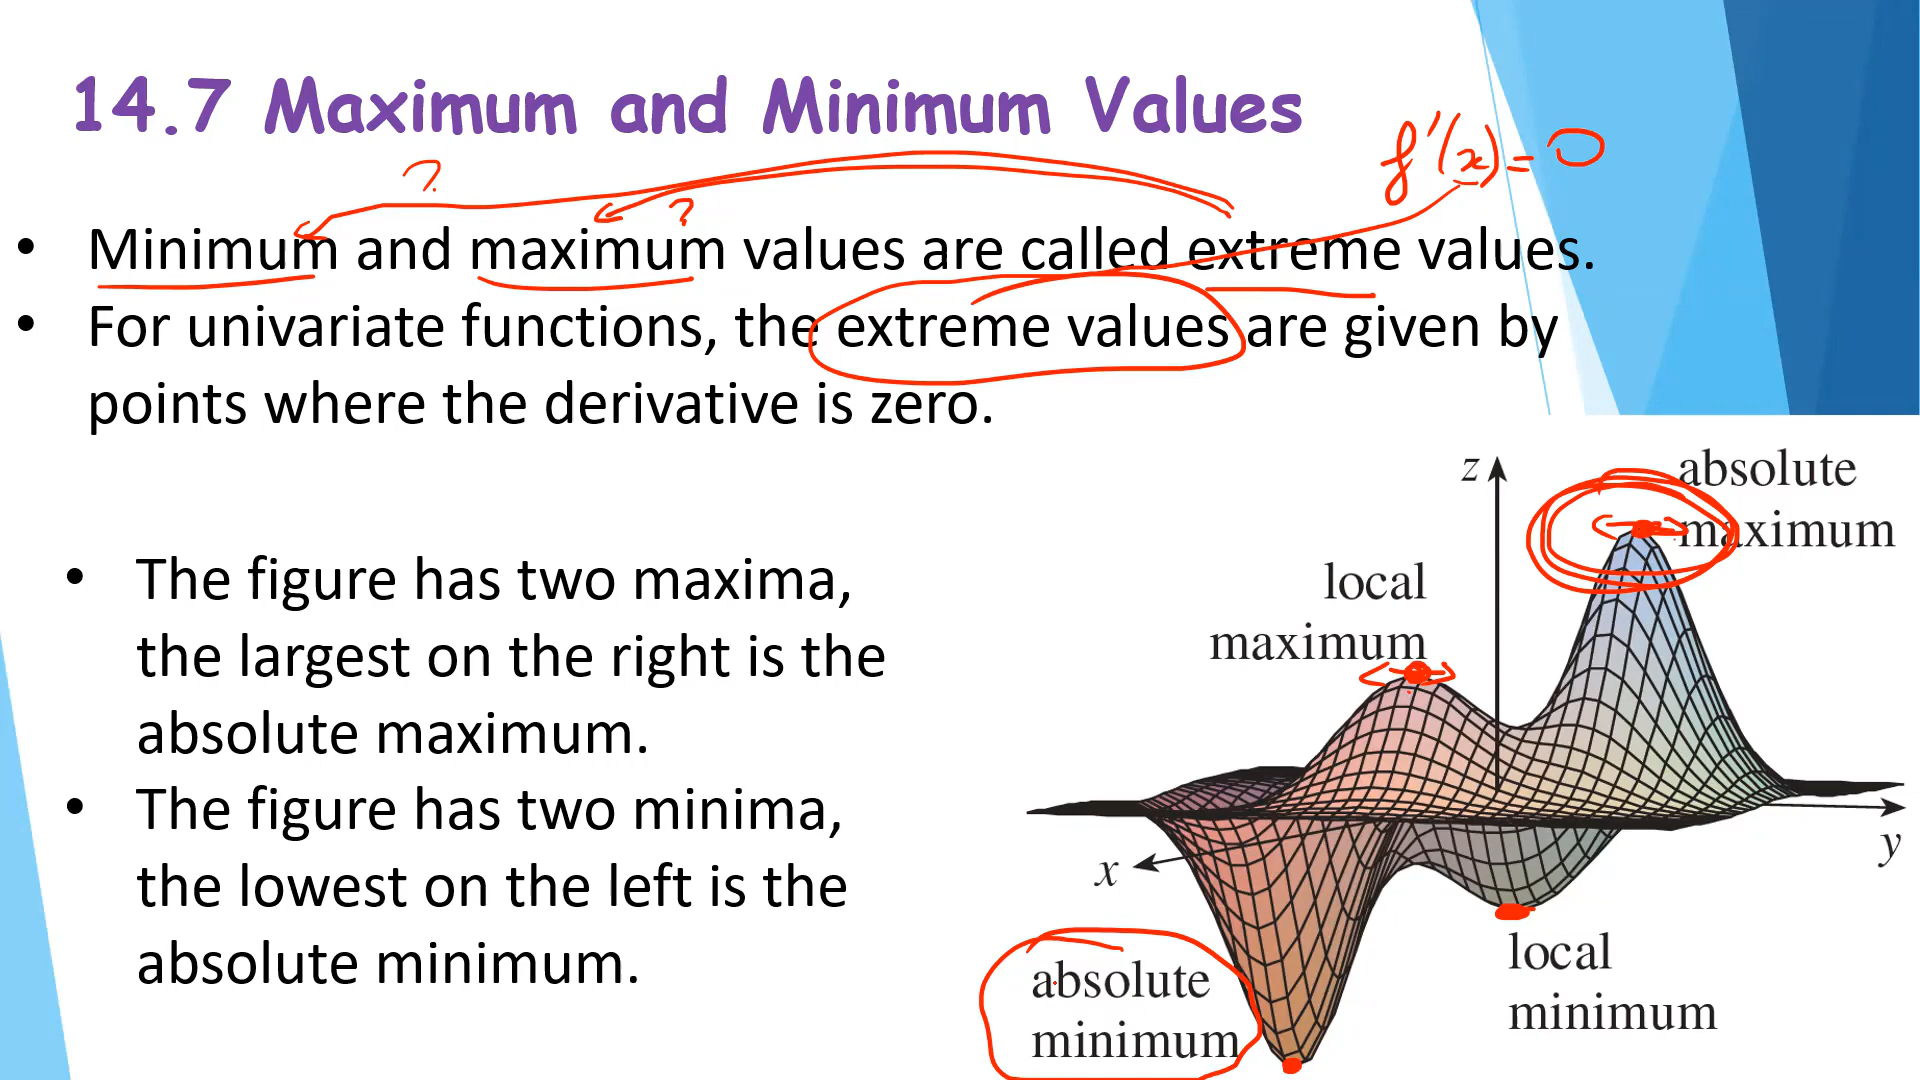 14.7 Maximum and Minimum Values
f'(x) = 0
?
?
• Minimum and maximum values are called extreme values.
• For univariate functions, the extreme values are given by
points where the derivative is zero.
• The figure has two maxima,
the largest on the right is the
absolute maximum.
• The figure has two minima,
the lowest on the left is the
absolute minimum.
z
absolute
maximum
local
maximum
x
y
absolute
minimum
local
minimum